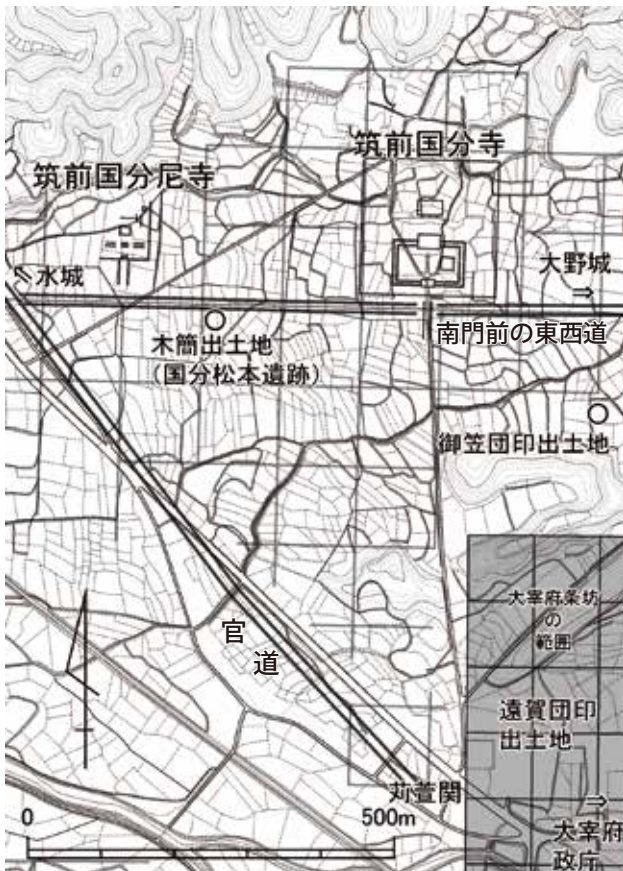 筑前国分寺
筑前国分尼寺
水城
大野城
⇒
木簡出土地
(国分松本遺跡)
南門前の東西道
御笠団印出土地
大宰府条坊
の
範囲
官
道
遠賀団印
出土地
苅萱関
0
500m
⇒
大宰府
政庁